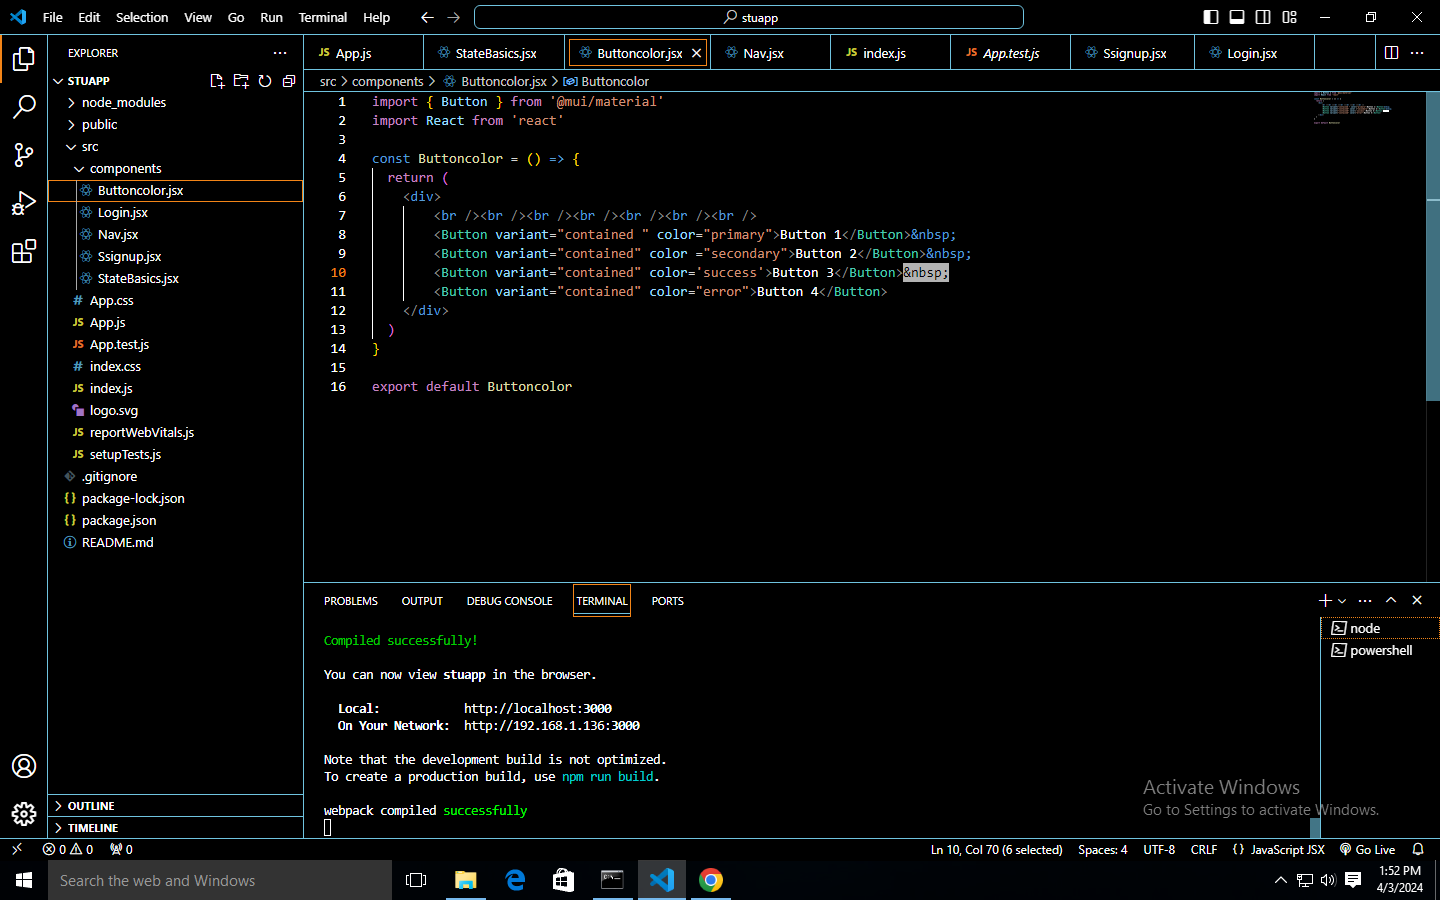 File Edit Selection View Go Run Terminal Help
stuapp
EXPLORER
STUAPP
node_modules
public
src
components
Buttoncolor.jsx
Login.jsx
Nav.jsx
Ssignup.jsx
StateBasics.jsx
# App.css
JS App.js
JS App.test.js
# index.css
JS index.js
logo.svg
JS reportWebVitals.js
JS setupTests.js
.gitignore
{} package-lock.json
{} package.json
README.md
OUTLINE
TIMELINE
JS App.js
StateBasics.jsx
Buttoncolor.jsx
Nav.jsx
JS index.js
JS App.test.js
Ssignup.jsx
Login.jsx
src > components > Buttoncolor.jsx > Buttoncolor
1 import { Button } from '@mui/material'
2 import React from 'react'
3
4 const Buttoncolor = () => {
5 return (
6 <div>
7 <br /><br /><br /><br /><br /><br /><br />
8 <Button variant="contained " color="primary">Button 1</Button>&nbsp;
9 <Button variant="contained" color ="secondary">Button 2</Button>&nbsp;
10 <Button variant="contained" color='success'>Button 3</Button>&nbsp;
11 <Button variant="contained" color="error">Button 4</Button>
12 </div>
13 )
14 }
15
16 export default Buttoncolor
PROBLEMS OUTPUT DEBUG CONSOLE TERMINAL PORTS
Compiled successfully!
You can now view stuapp in the browser.
Local: http://localhost:3000
On Your Network: http://192.168.1.136:3000
Note that the development build is not optimized.
To create a production build, use npm run build.
webpack compiled successfully
node
powershell
Activate Windows
Go to Settings to activate Windows.
0 0 0
Ln 10, Col 70 (6 selected) Spaces: 4 UTF-8 CRLF {} JavaScript JSX Go Live
Search the web and Windows
1:52 PM
4/3/2024